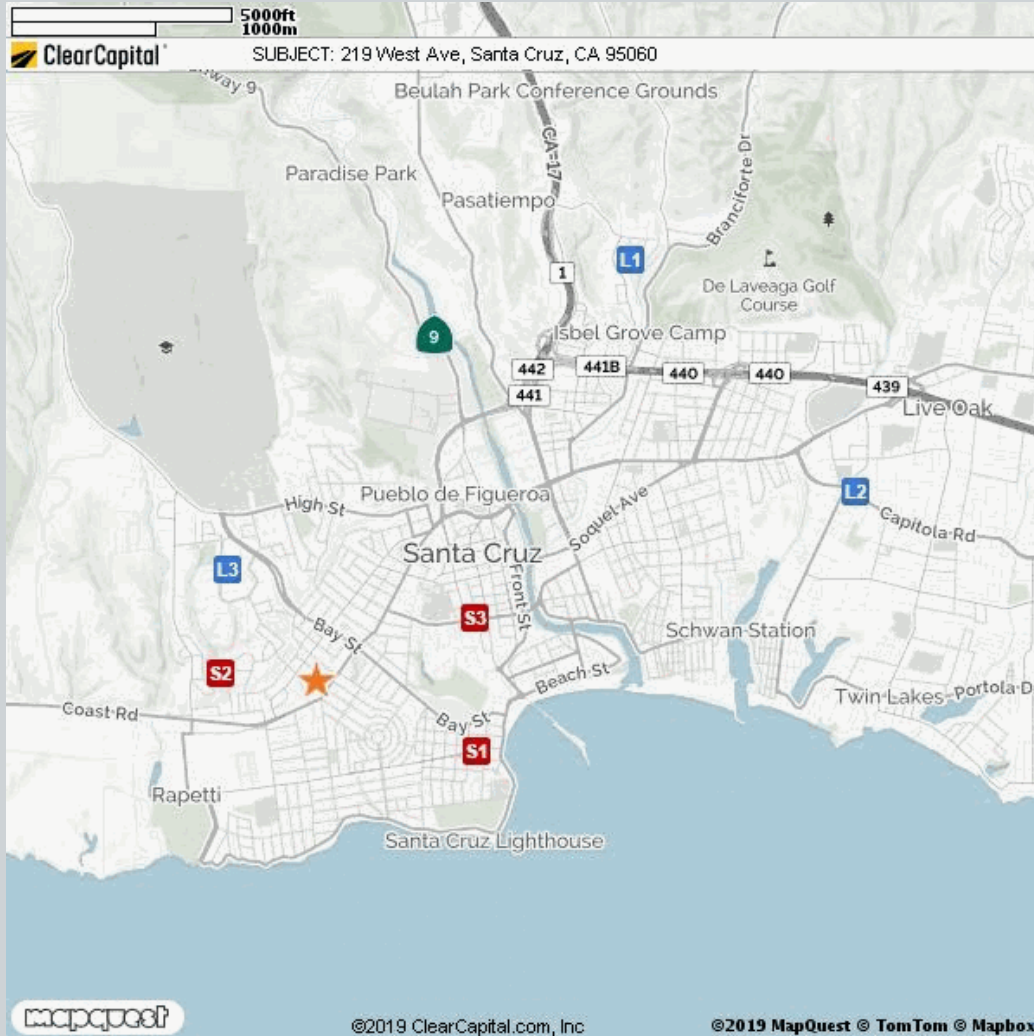 5000ft
1000m
ClearCapital
SUBJECT: 219 West Ave, Santa Cruz, CA 95060
9
Beulah Park Conference Grounds
CA-17
Branciforte Dr
Paradise Park
Pasatiempo
L1
1
De Laveaga Golf
Course
9
Isbel Grove Camp
442
441B
440
440
439
441
Live Oak
High St
Pueblo de Figueroa
L2
Soquel Ave
Capitola Rd
Santa Cruz
L3
Front St
S3
Bay St
Schwan Station
S2
Beach St
Twin Lakes
Portola D
Coast Rd
Bay St
S1
Rapetti
Santa Cruz Lighthouse
mapquest
©2019 ClearCapital.com, Inc
©2019 MapQuest © TomTom © Mapbox